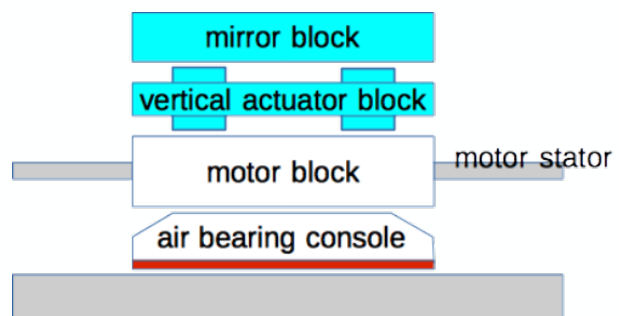 mirror block
vertical actuator block
motor stator
motor block
air bearing console